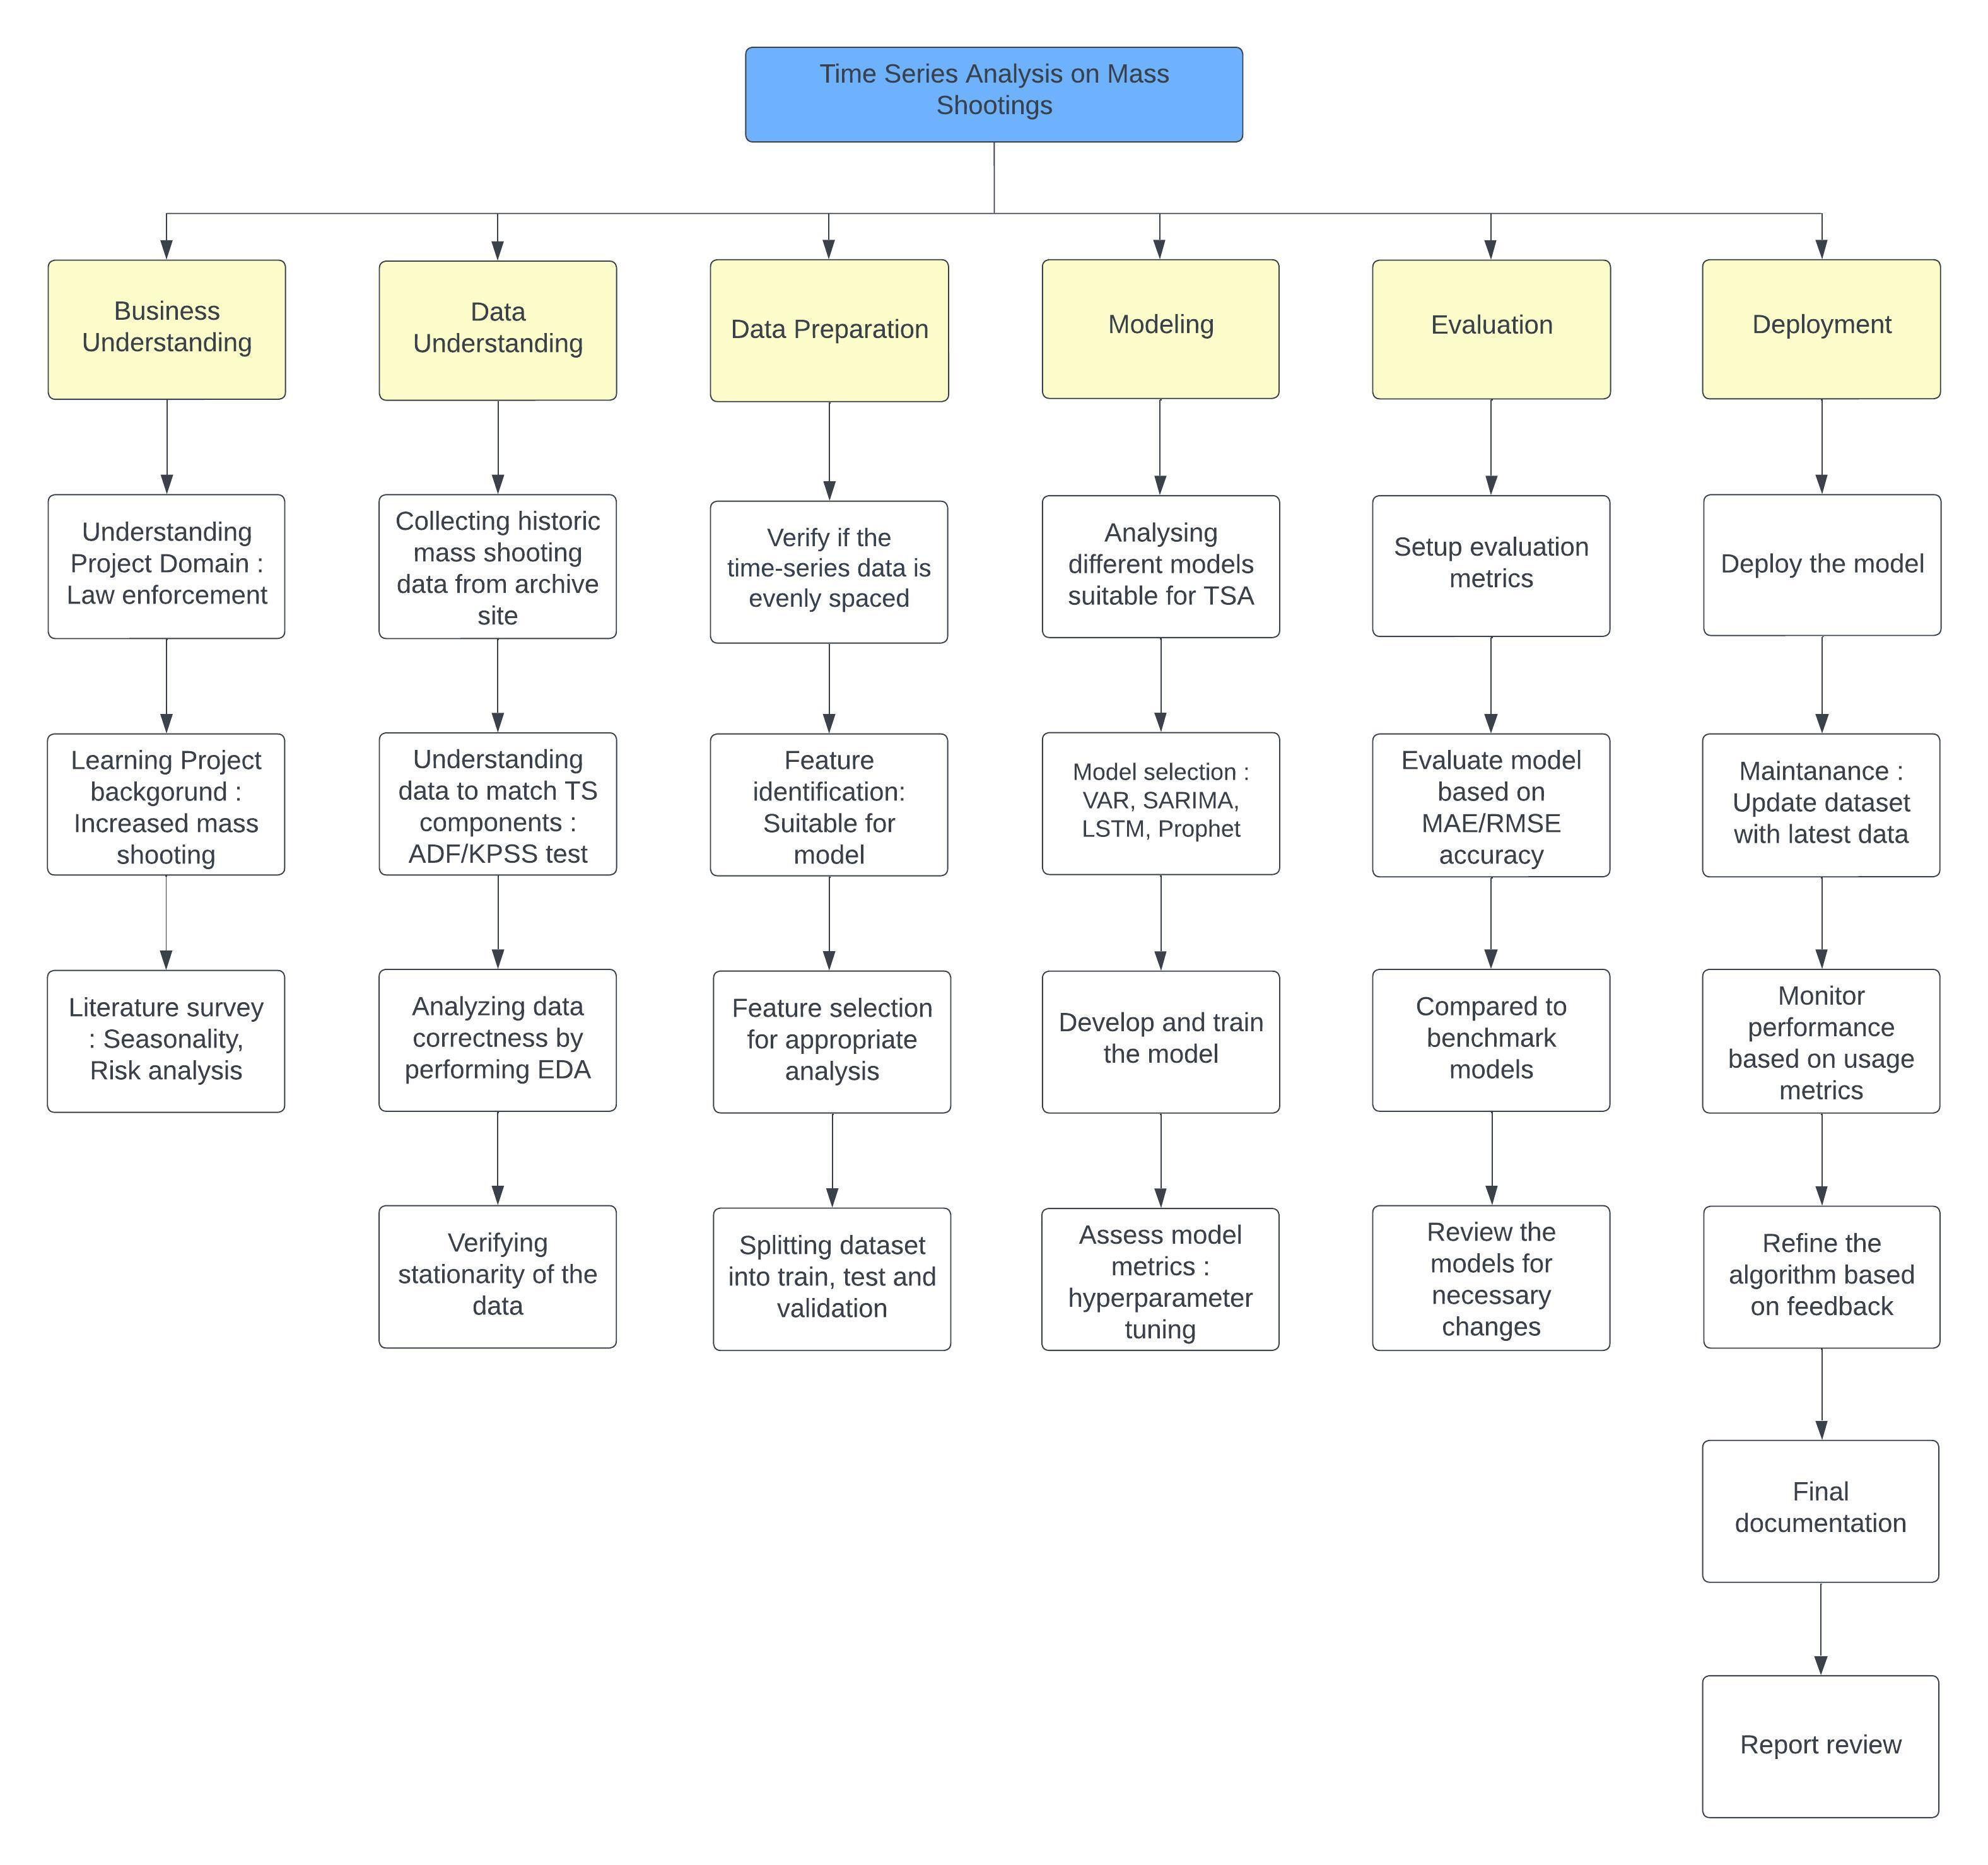 Time Series Analysis on Mass
Shootings
Business
Understanding
Data
Understanding
Data Preparation
Modeling
Evaluation
Deployment
Understanding
Project Domain :
Law enforcement
Collecting historic
mass shooting
data from archive
site
Verify if the
time-series data is
evenly spaced
Analysing
different models
suitable for TSA
Setup evaluation
metrics
Deploy the model
Learning Project
backgorund :
Increased mass
shooting
Understanding
data to match TS
components :
ADF/KPSS test
Feature
identification:
Suitable for
model
Model selection :
VAR, SARIMA,
LSTM, Prophet
Evaluate model
based on
MAE/RMSE
accuracy
Maintanance :
Update dataset
with latest data
Literature survey
: Seasonality,
Risk analysis
Analyzing data
correctness by
performing EDA
Feature selection
for appropriate
analysis
Develop and train
the model
Compared to
benchmark
models
Monitor
performance
based on usage
metrics
Verifying
stationarity of the
data
Splitting dataset
into train, test and
validation
Assess model
metrics :
hyperparameter
tuning
Review the
models for
necessary
changes
Refine the
algorithm based
on feedback
Final
documentation
Report review